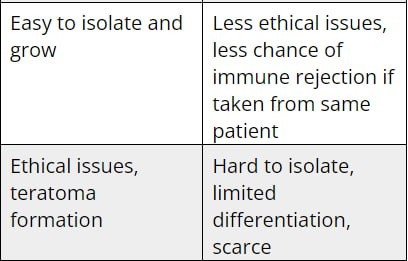 Easy to isolate and
grow
Less ethical issues,
less chance of
immune rejection if
taken from same
patient
Ethical issues,
teratoma
formation
Hard to isolate,
limited
differentiation,
scarce